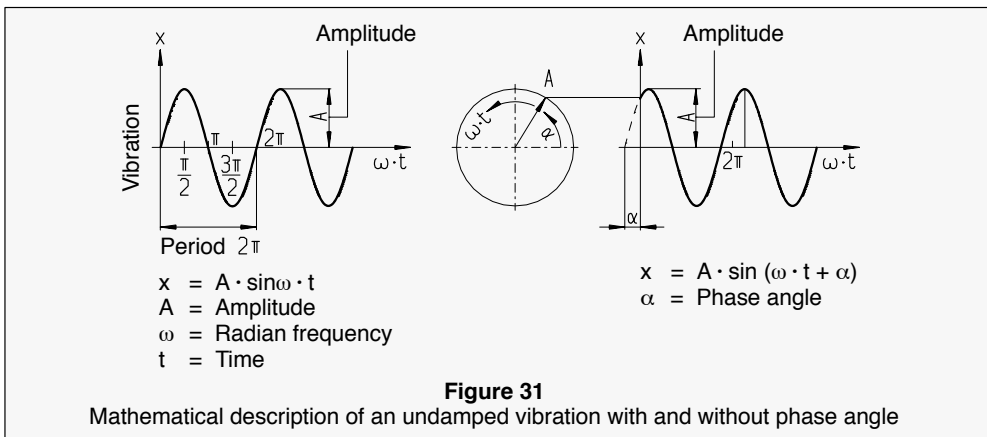 Amplitude
x
A
Vibration
π/2
π
3π/2
2π
ω·t
Period 2π
x = A · sinω · t
A = Amplitude
ω = Radian frequency
t = Time
Amplitude
x
A
ω·t
α
A
2π
ω·t
α
x = A · sin (ω · t + α)
α = Phase angle
Figure 31
Mathematical description of an undamped vibration with and without phase angle